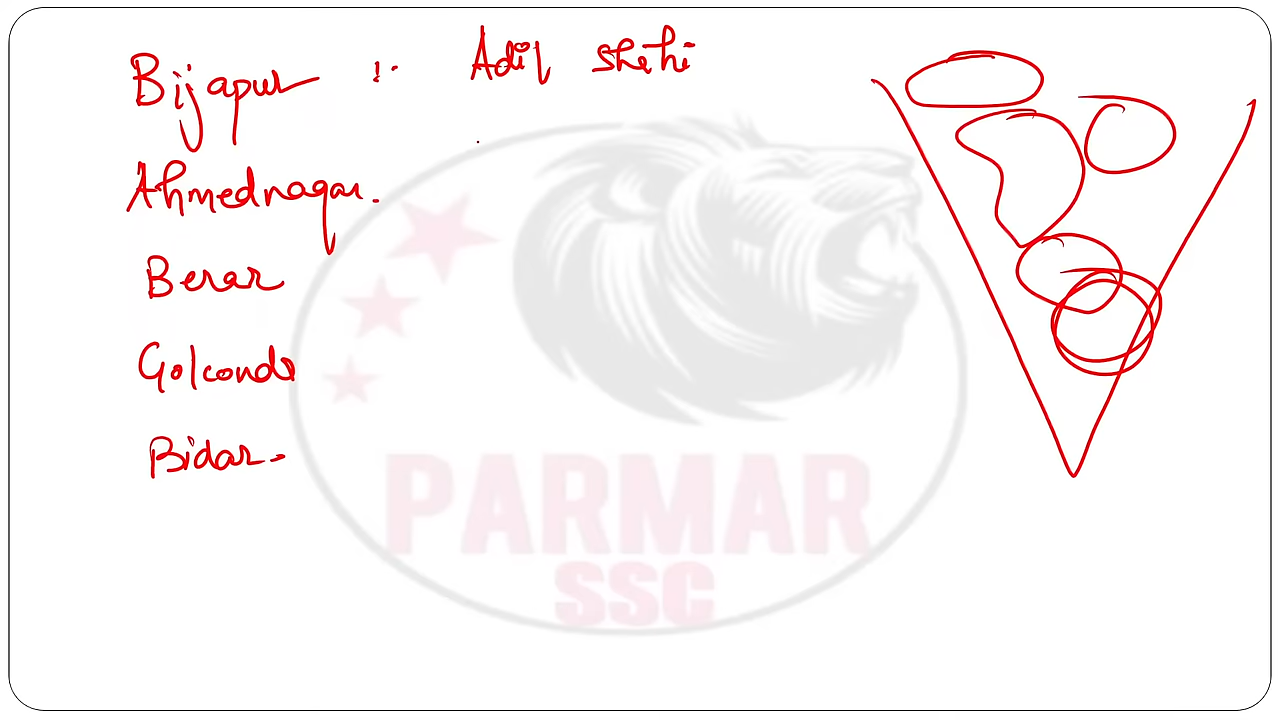 Bijapur :- Adil Shahi
Ahmednagar.
Berar
Golconda
Bidar -
PARMAR
SSC